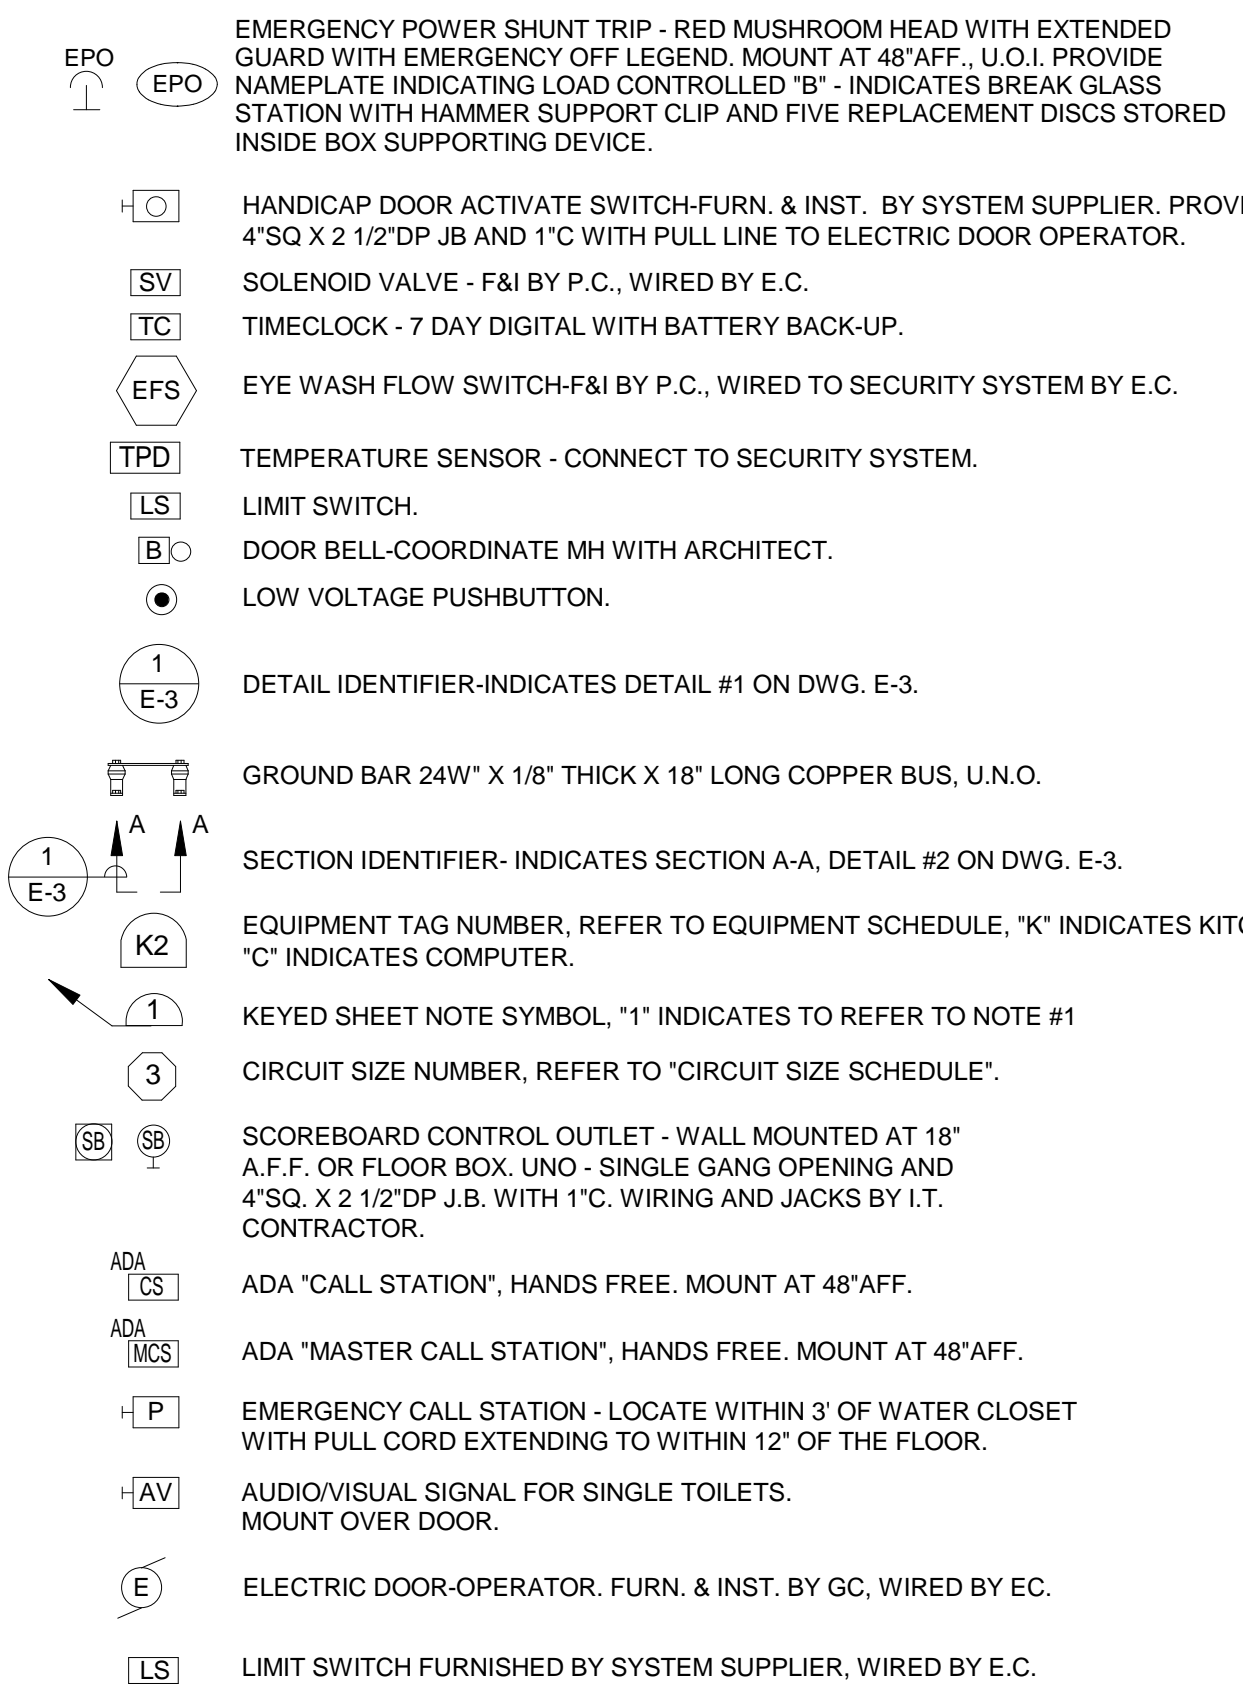 EPO
EPO
EMERGENCY POWER SHUNT TRIP - RED MUSHROOM HEAD WITH EXTENDED
GUARD WITH EMERGENCY OFF LEGEND. MOUNT AT 48"AFF., U.O.I. PROVIDE
NAMEPLATE INDICATING LOAD CONTROLLED "B" - INDICATES BREAK GLASS
STATION WITH HAMMER SUPPORT CLIP AND FIVE REPLACEMENT DISCS STORED
INSIDE BOX SUPPORTING DEVICE.
HANDICAP DOOR ACTIVATE SWITCH-FURN. & INST. BY SYSTEM SUPPLIER.
4"SQ X 2 1/2"DP JB AND 1"C WITH PULL LINE TO ELECTRIC DOOR OPERATOR.
SV SOLENOID VALVE - F&I BY P.C., WIRED BY E.C.
TC TIMECLOCK - 7 DAY DIGITAL WITH BATTERY BACK-UP.
EFS EYE WASH FLOW SWITCH-F&I BY P.C., WIRED TO SECURITY SYSTEM BY E.C.
TPD TEMPERATURE SENSOR - CONNECT TO SECURITY SYSTEM.
LS LIMIT SWITCH.
B DOOR BELL-COORDINATE MH WITH ARCHITECT.
LOW VOLTAGE PUSHBUTTON.
1
E-3
DETAIL IDENTIFIER-INDICATES DETAIL #1 ON DWG. E-3.
GROUND BAR 24W" X 1/8" THICK X 18" LONG COPPER BUS, U.N.O.
A A
1
E-3
SECTION IDENTIFIER- INDICATES SECTION A-A, DETAIL #2 ON DWG. E-3.
K2
EQUIPMENT TAG NUMBER, REFER TO EQUIPMENT SCHEDULE, "K" INDICATES
"C" INDICATES COMPUTER.
1 KEYED SHEET NOTE SYMBOL, "1" INDICATES TO REFER TO NOTE #1
3 CIRCUIT SIZE NUMBER, REFER TO "CIRCUIT SIZE SCHEDULE".
SB SB SCOREBOARD CONTROL OUTLET - WALL MOUNTED AT 18"
A.F.F. OR FLOOR BOX. UNO - SINGLE GANG OPENING AND
4"SQ. X 2 1/2"DP J.B. WITH 1"C. WIRING AND JACKS BY I.T.
CONTRACTOR.
ADA
CS ADA "CALL STATION", HANDS FREE. MOUNT AT 48"AFF.
ADA
MCS ADA "MASTER CALL STATION", HANDS FREE. MOUNT AT 48"AFF.
P EMERGENCY CALL STATION - LOCATE WITHIN 3' OF WATER CLOSET
WITH PULL CORD EXTENDING TO WITHIN 12" OF THE FLOOR.
AV AUDIO/VISUAL SIGNAL FOR SINGLE TOILETS.
MOUNT OVER DOOR.
E ELECTRIC DOOR-OPERATOR. FURN. & INST. BY GC, WIRED BY EC.
LS LIMIT SWITCH FURNISHED BY SYSTEM SUPPLIER, WIRED BY E.C.